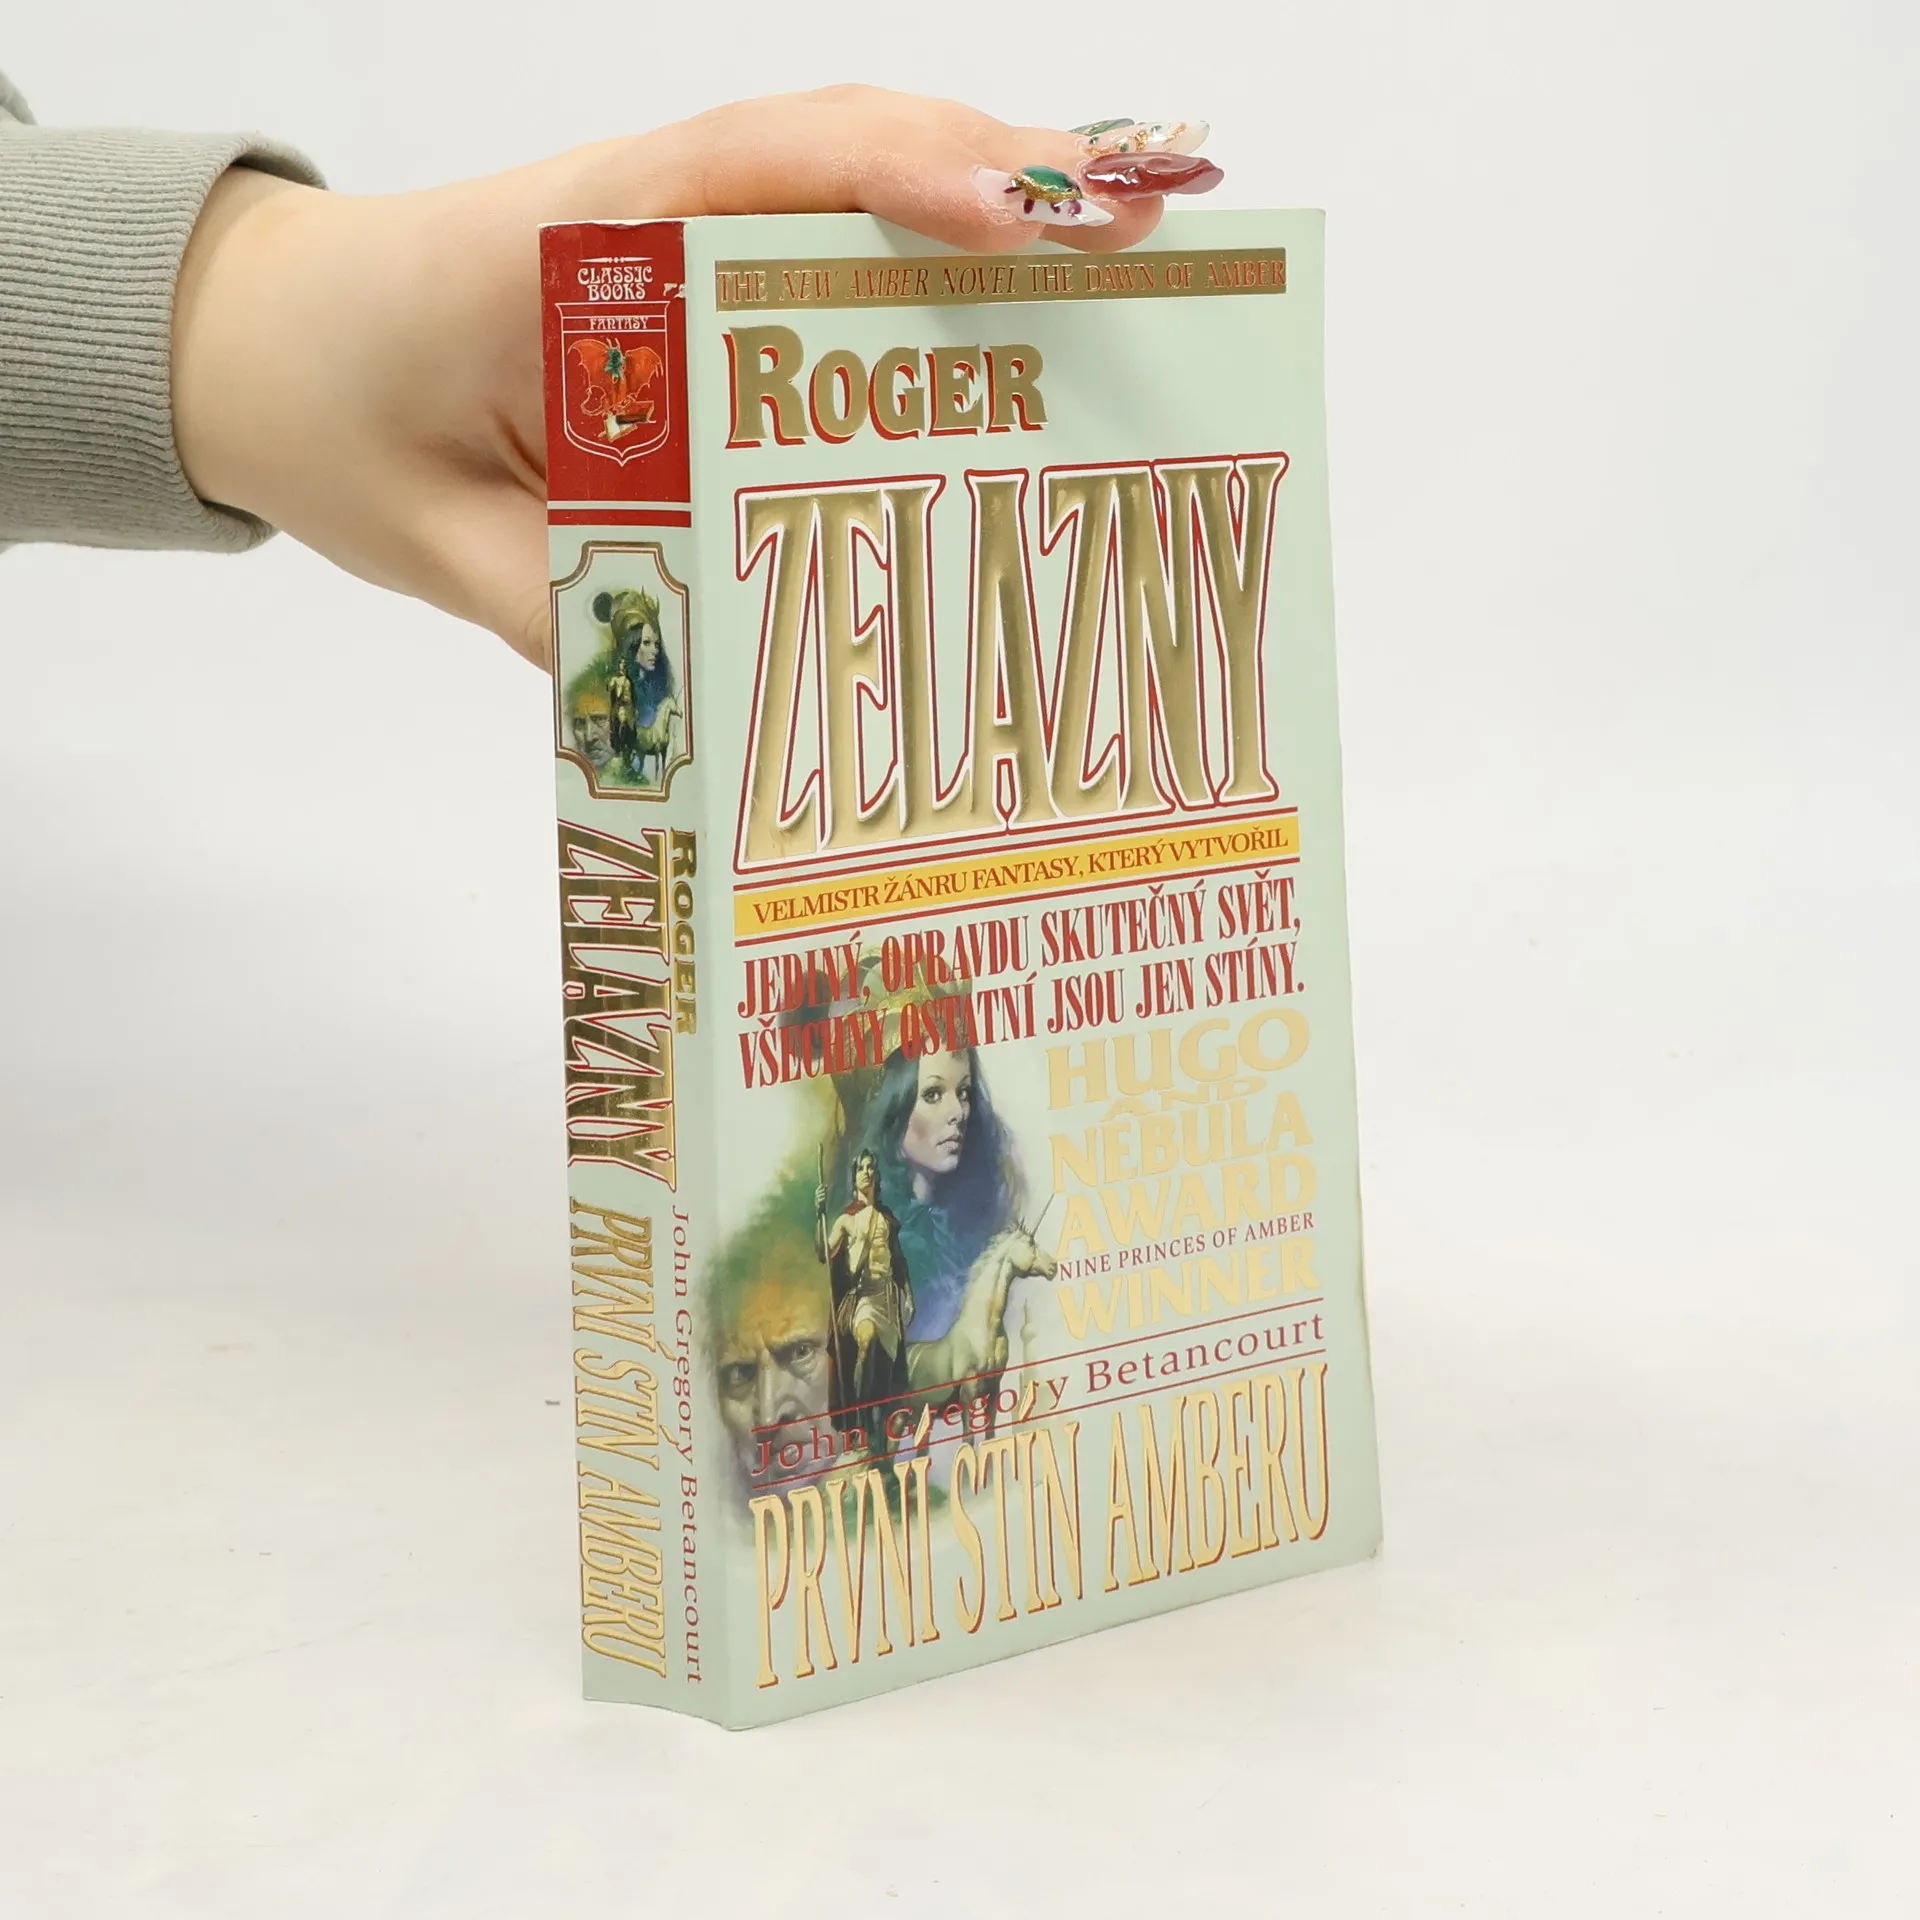 CLASSIC
BOOKS
FANTASY
ROGER
ZELAZNY
John Gregory Betancourt
PRVNÍ STÍN AMBERU
THE NEW AMBER NOVEL THE DAWN OF AMBER
ROGER
ZELAZNY
VELMISTR ŽÁNRU FANTASY, KTERÝ VYTVOŘIL
JEDINÝ, OPRAVDU SKUTEČNÝ SVĚT,
VŠECHNY OSTATNÍ JSOU JEN STÍNY.
HUGO
AND
NEBULA
AWARD
NINE PRINCES OF AMBER
WINNER
John Gregory Betancourt
PRVNÍ STÍN AMBERU